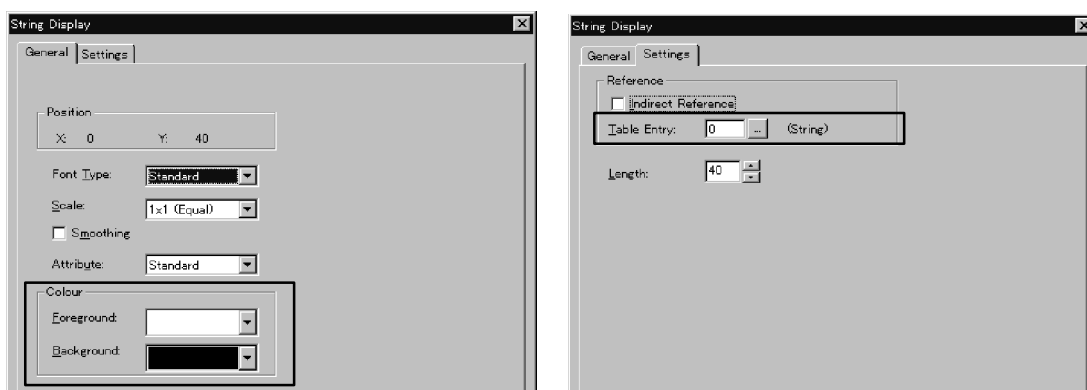 String Display
General Settings
Position
X: 0 Y: 40
Font Type: Standard
Scale: 1x1 (Equal)
Smoothing
Attribute: Standard
Colour
Foreground:
Background:
String Display
General Settings
Reference
Indirect Reference
Table Entry: 0 ... (String)
Length: 40